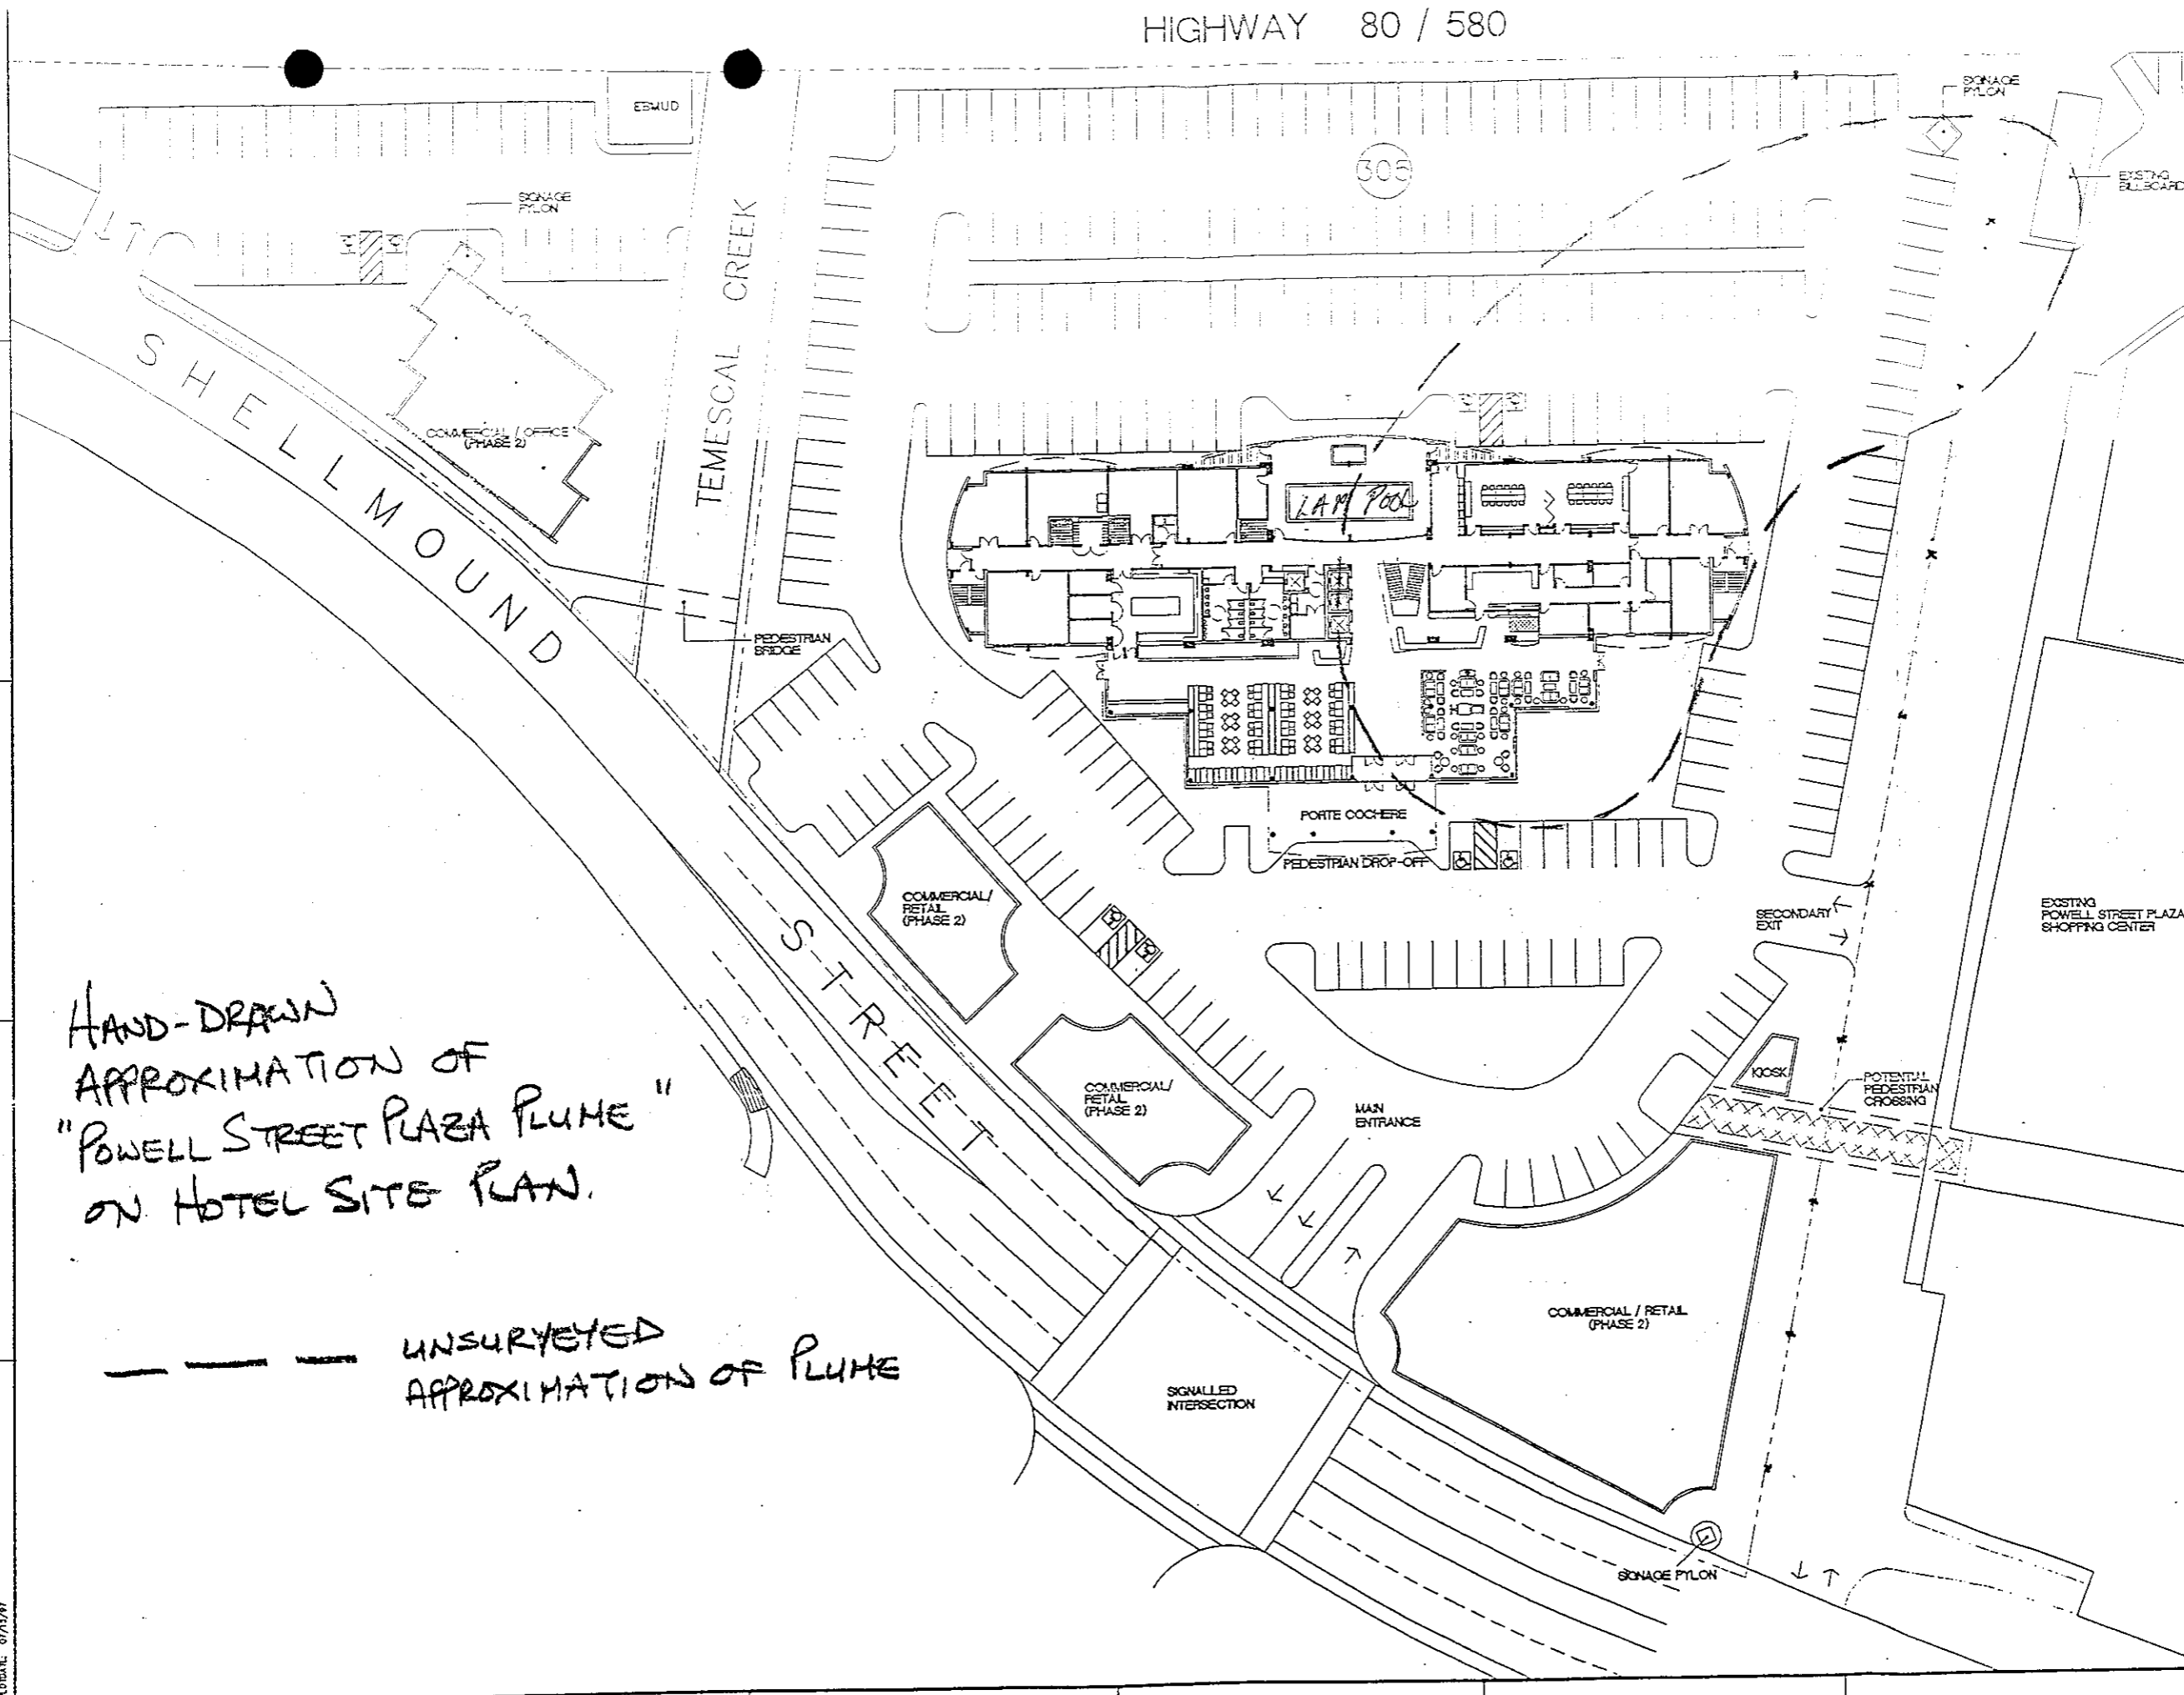 HIGHWAY 80 / 580
SIGNAGE
PYLON
EBMUD
EXISTING
BILLBOARD
305
SIGNAGE
PYLON
TEMESCAL CREEK
SHELLMOUND
COMMERCIAL / OFFICE
(PHASE 2)
LAP POOL
PEDESTRIAN
BRIDGE
PORTE COCHERE
PEDESTRIAN DROP-OFF
COMMERCIAL/
RETAIL
(PHASE 2)
SECONDARY
EXIT
EXISTING
POWELL STREET PLAZA
SHOPPING CENTER
STREET
HAND-DRAWN
APPROXIMATION OF
"POWELL STREET PLAZA PLUME"
ON HOTEL SITE PLAN.
COMMERCIAL/
RETAIL
(PHASE 2)
MAIN
ENTRANCE
KIOSK
POTENTIAL
PEDESTRIAN
CROSSING
UNSURVEYED
APPROXIMATION OF PLUME
COMMERCIAL / RETAIL
(PHASE 2)
SIGNALLED
INTERSECTION
SIGNAGE PYLON